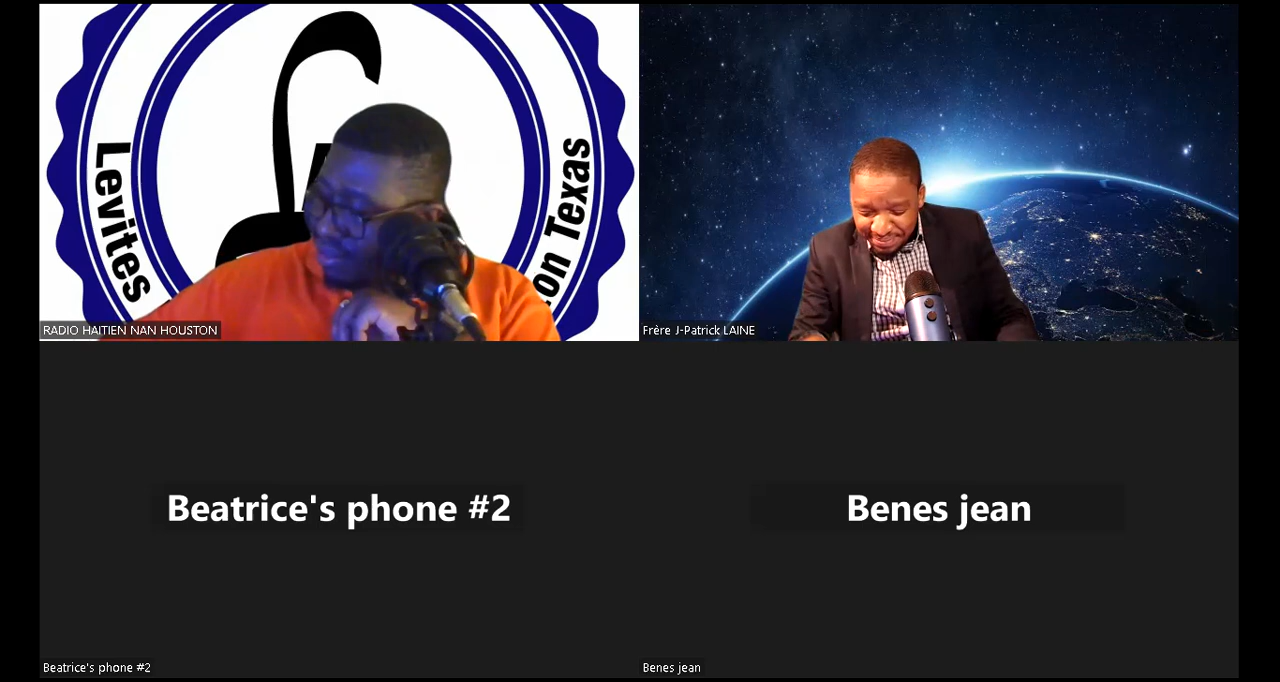 Levites
on Texas
RADIO HAITIEN NAN HOUSTON
Frère J-Patrick LAINE
Beatrice's phone #2
Benes jean
Beatrice's phone #2
Benes jean